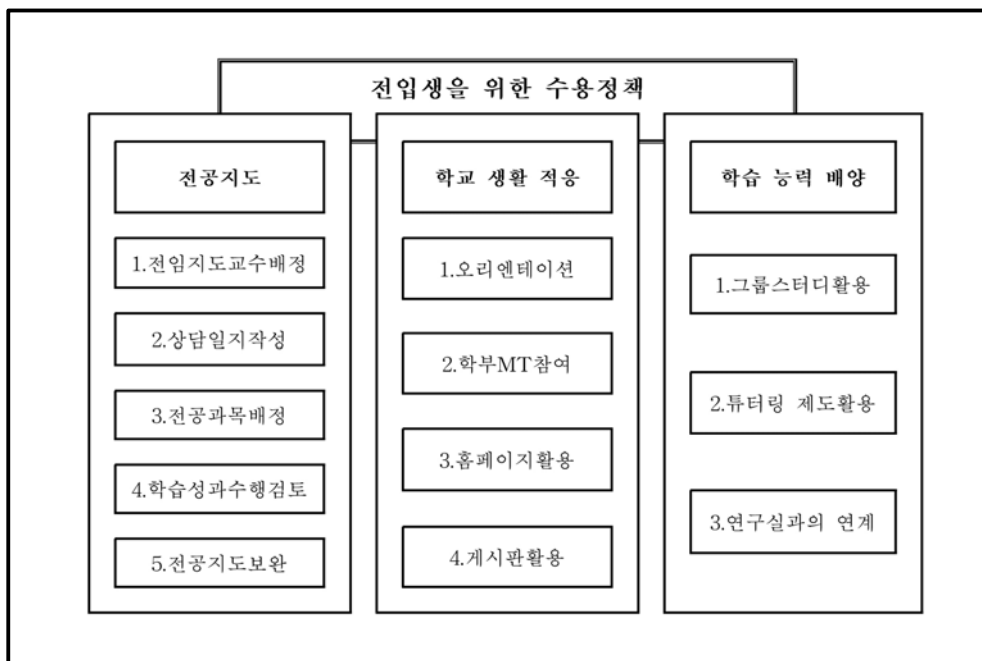 전입생을 위한 수용정책
전공지도
1.전임지도교수배정
2.상담일지작성
3.전공과목배정
4.학습성과수행검토
5.전공지도보완
학교 생활 적응
1.오리엔테이션
2.학부MT참여
3.홈페이지활용
4.게시판활용
학습 능력 배양
1.그룹스터디활용
2.튜터링 제도활용
3.연구실과의 연계